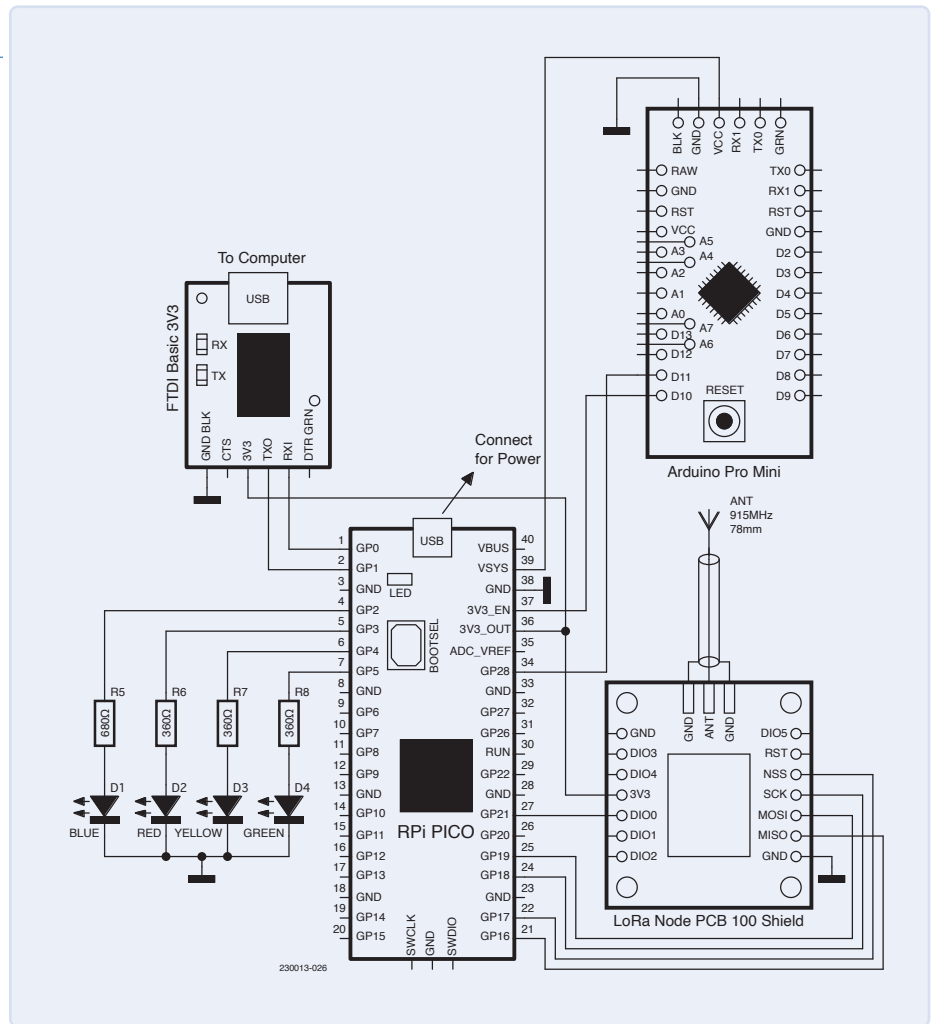 BLK
GND
VCC
RX1
TX0
GRN
RAW
GND
RST
VCC
A5
A3
A4
A2
A1
A0
A7
D13
A6
D12
D11
D10
TX0
RX1
RST
GND
D2
D3
D4
D5
D6
D7
D8
D9
RESET
Arduino Pro Mini
To Computer
USB
FTDI Basic 3V3
RX
TX
GND BLK
CTS
3V3
TXO
RXI
DTR GRN
Connect
for Power
USB
LED
BOOTSEL
RPi PICO
1 GP0
2 GP1
3 GND
4 GP2
5 GP3
6 GP4
7 GP5
8 GND
9 GP6
10 GP7
11 GP8
12 GP9
13 GND
14 GP10
15 GP11
16 GP12
17 GP13
18 GND
19 GP14
20 GP15
VBUS 40
VSYS 39
GND 38
3V3_EN 37
3V3_OUT 36
ADC_VREF 35
GP28 34
GND 33
GP27 32
GP26 31
RUN 30
GP22 29
GND 28
GP21 27
GP20 26
GP19 25
GP18 24
GND 23
GP17 22
GP16 21
SWCLK
GND
SWDIO
R5
680Ω
R6
360Ω
R7
360Ω
R8
360Ω
D1
BLUE
D2
RED
D3
YELLOW
D4
GREEN
ANT
915MHz
78mm
GND
ANT
GND
GND
DIO3
DIO4
3V3
DIO0
DIO1
DIO2
DIO5
RST
NSS
SCK
MOSI
MISO
GND
LoRa Node PCB 100 Shield
230013-026